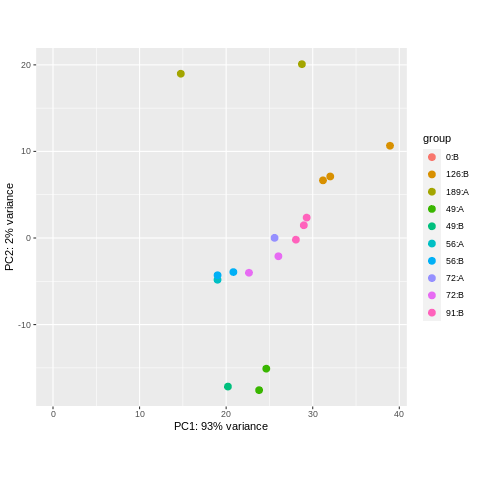 20
10
0
-10
PC2: 2% variance
0
10
20
30
40
PC1: 93% variance
group
0:B
126:B
189:A
49:A
49:B
56:A
56:B
72:A
72:B
91:B